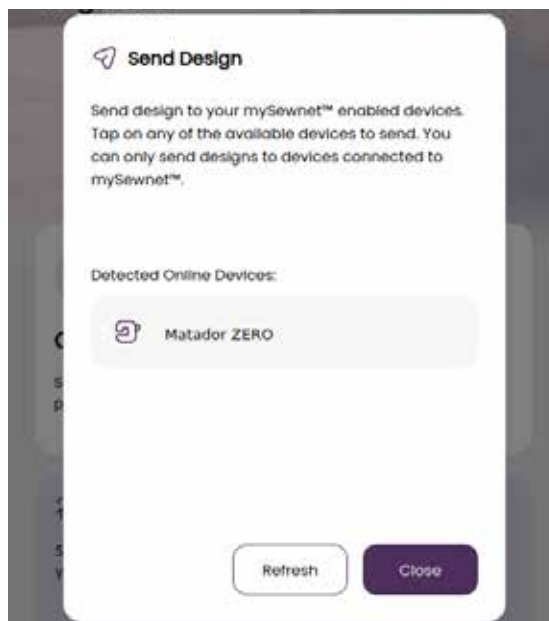 Send Design
Send design to your mySewnet™ enabled devices.
Tap on any of the available devices to send. You
can only send designs to devices connected to
mySewnet™.
Detected Online Devices:
Matador ZERO
Refresh
Close